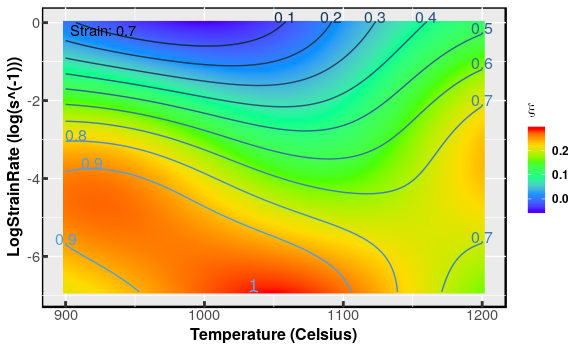 0.1 0.2 0.3 0.4
0
Strain: 0.7
0.5
0.6
-2
0.7
0.8
0.9
-4
0.9
0.7
-6
1
900 1000 1100 1200
Temperature (Celsius)
LogStrainRate (log(s^(-1)))
ξ
0.2
0.1
0.0